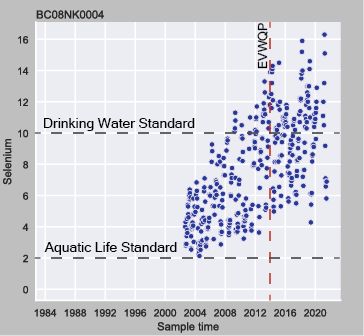 BC08NK0004
EVWQP
16
14
12
Drinking Water Standard
10
8
6
4
Aquatic Life Standard
2
0
Selenium
1984 1988 1992 1996 2000 2004 2008 2012 2016 2020
Sample time